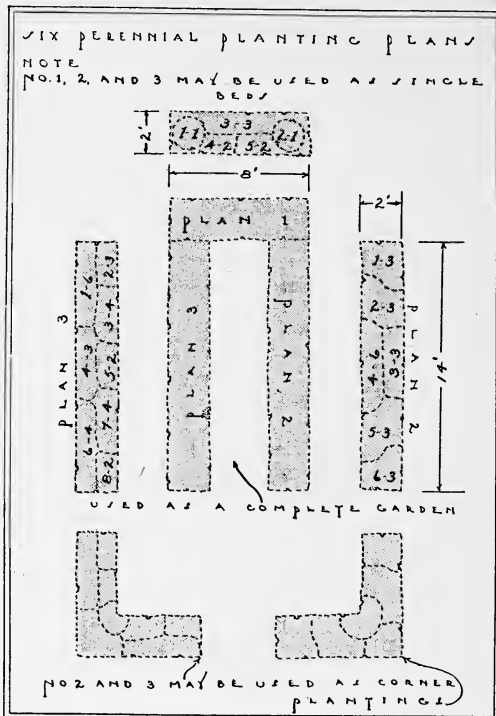 SIX PERENNIAL PLANTING PLANS
NOTE
NO.1, 2, AND 3 MAY BE USED AS SINGLE
BEDS
2'
1-1
3-3
2-1
4-2
5-2
8'
PLAN 1
2'
PLAN 3
1-6
2-3
3-4
4-3
5-2
6-4
7-4
8-2
PLAN 3
PLAN 2
1-3
2-3
4-6
3-3
5-3
6-3
PLAN 2
14'
USED AS A COMPLETE GARDEN
NO2 AND 3 MAY BE USED AS CORNER
PLANTINGS